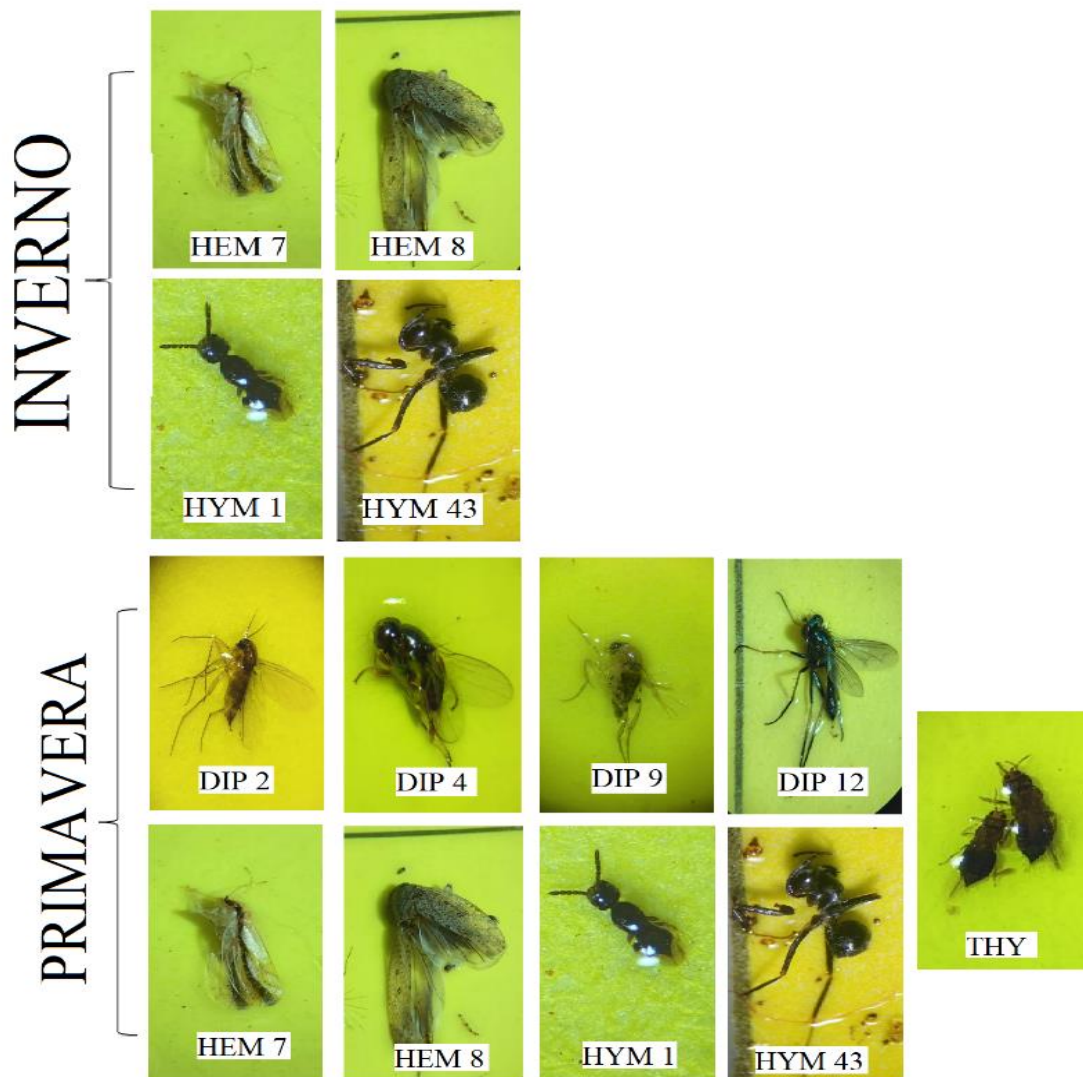 INVERNO
HEM 7
HEM 8
HYM 1
HYM 43
PRIMAVERA
DIP 2
DIP 4
DIP 9
DIP 12
THY
HEM 7
HEM 8
HYM 1
HYM 43